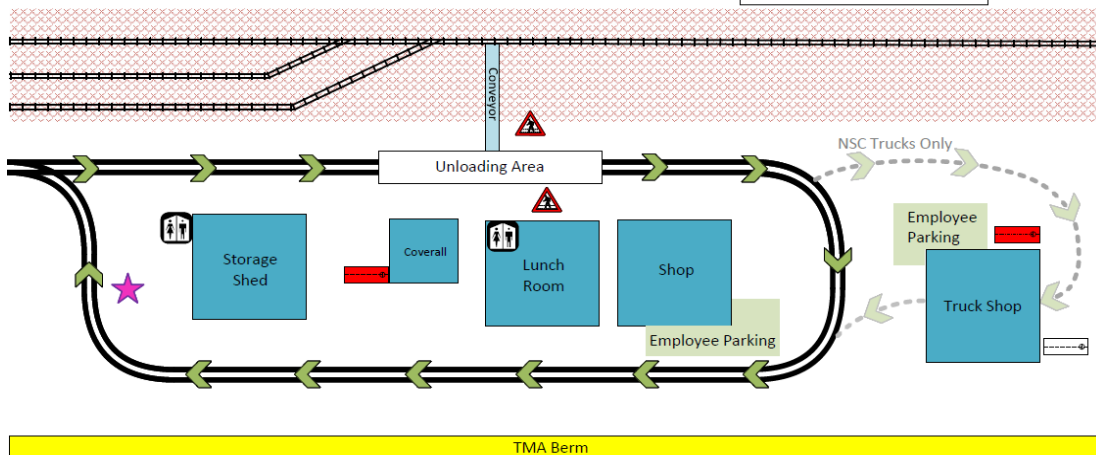 Conveyor
NSC Trucks Only
Unloading Area
Employee
Parking
Storage
Shed
Coverall
Lunch
Room
Shop
Truck Shop
Employee Parking
TMA Berm